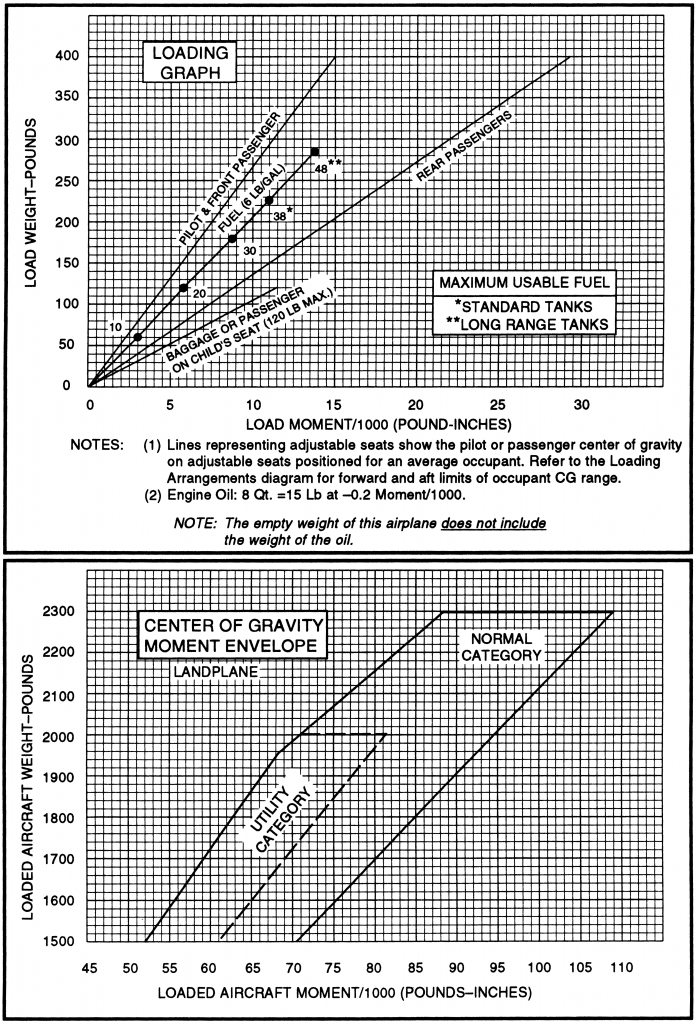 LOADING
GRAPH
LOAD WEIGHT–POUNDS
400
350
300
250
200
150
100
50
0
PILOT & FRONT PASSENGER
FUEL (6 LB/GAL)
REAR PASSENGERS
BAGGAGE OR PASSENGER
ON CHILD'S SEAT (120 LB MAX.)
48**
38*
30
20
10
MAXIMUM USABLE FUEL
*STANDARD TANKS
**LONG RANGE TANKS
0 5 10 15 20 25 30
LOAD MOMENT/1000 (POUND-INCHES)
NOTES: (1) Lines representing adjustable seats show the pilot or passenger center of gravity
on adjustable seats positioned for an average occupant. Refer to the Loading
Arrangements diagram for forward and aft limits of occupant CG range.
(2) Engine Oil: 8 Qt. =15 Lb at –0.2 Moment/1000.
NOTE: The empty weight of this airplane does not include
the weight of the oil.
CENTER OF GRAVITY
MOMENT ENVELOPE
LANDPLANE
NORMAL
CATEGORY
UTILITY
CATEGORY
LOADED AIRCRAFT WEIGHT–POUNDS
2300
2200
2100
2000
1900
1800
1700
1600
1500
45 50 55 60 65 70 75 80 85 90 95 100 105 110
LOADED AIRCRAFT MOMENT/1000 (POUNDS–INCHES)